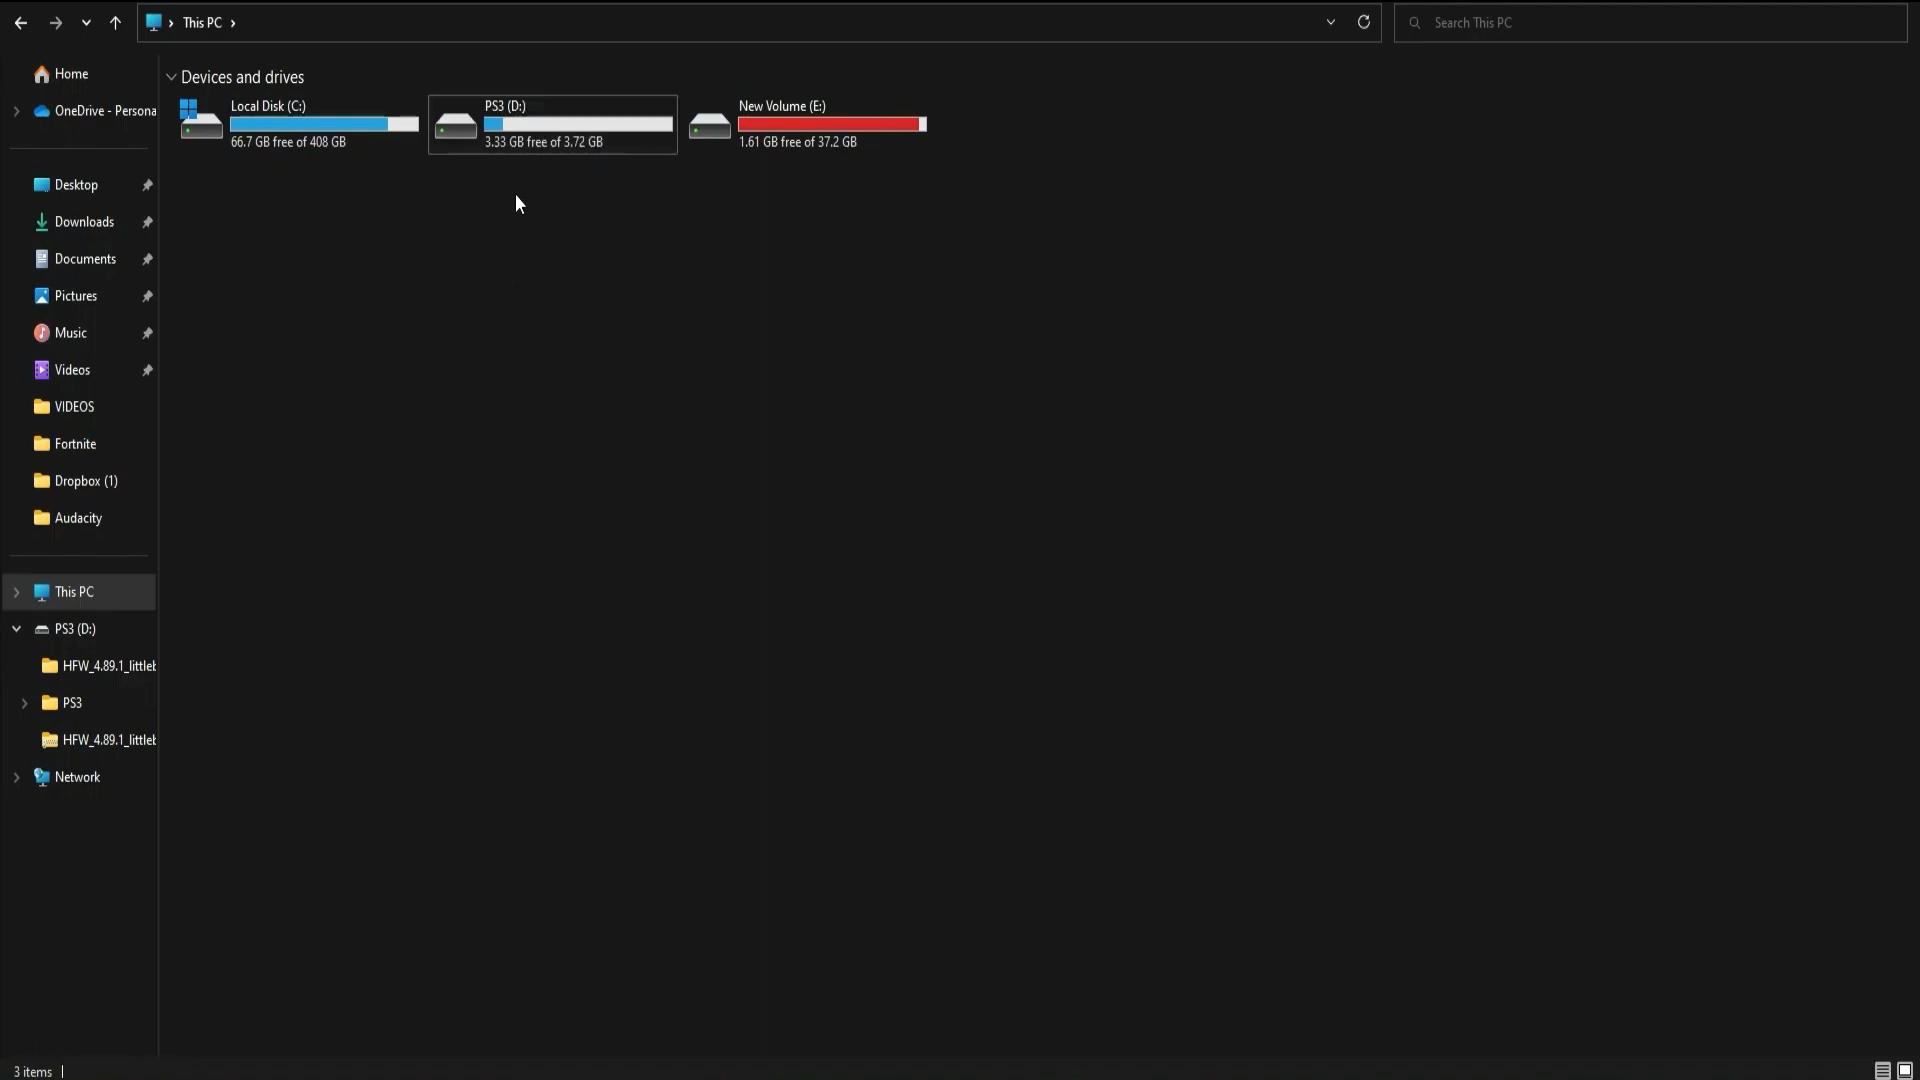 This PC
Search This PC
Home
OneDrive - Persona
Desktop
Downloads
Documents
Pictures
Music
Videos
VIDEOS
Fortnite
Dropbox (1)
Audacity
This PC
PS3 (D:)
HFW_4.89.1_littleb
PS3
HFW_4.89.1_littleb
Network
Devices and drives
Local Disk (C:)
66.7 GB free of 408 GB
PS3 (D:)
3.33 GB free of 3.72 GB
New Volume (E:)
1.61 GB free of 37.2 GB
3 items